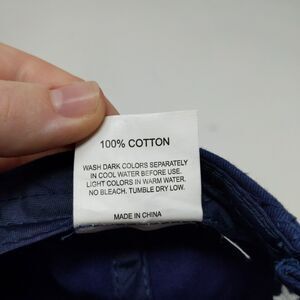 100% COTTON
WASH DARK COLORS SEPARATELY
IN COOL WATER BEFORE USE.
LIGHT COLORS IN WARM WATER.
NO BLEACH. TUMBLE DRY LOW.
MADE IN CHINA